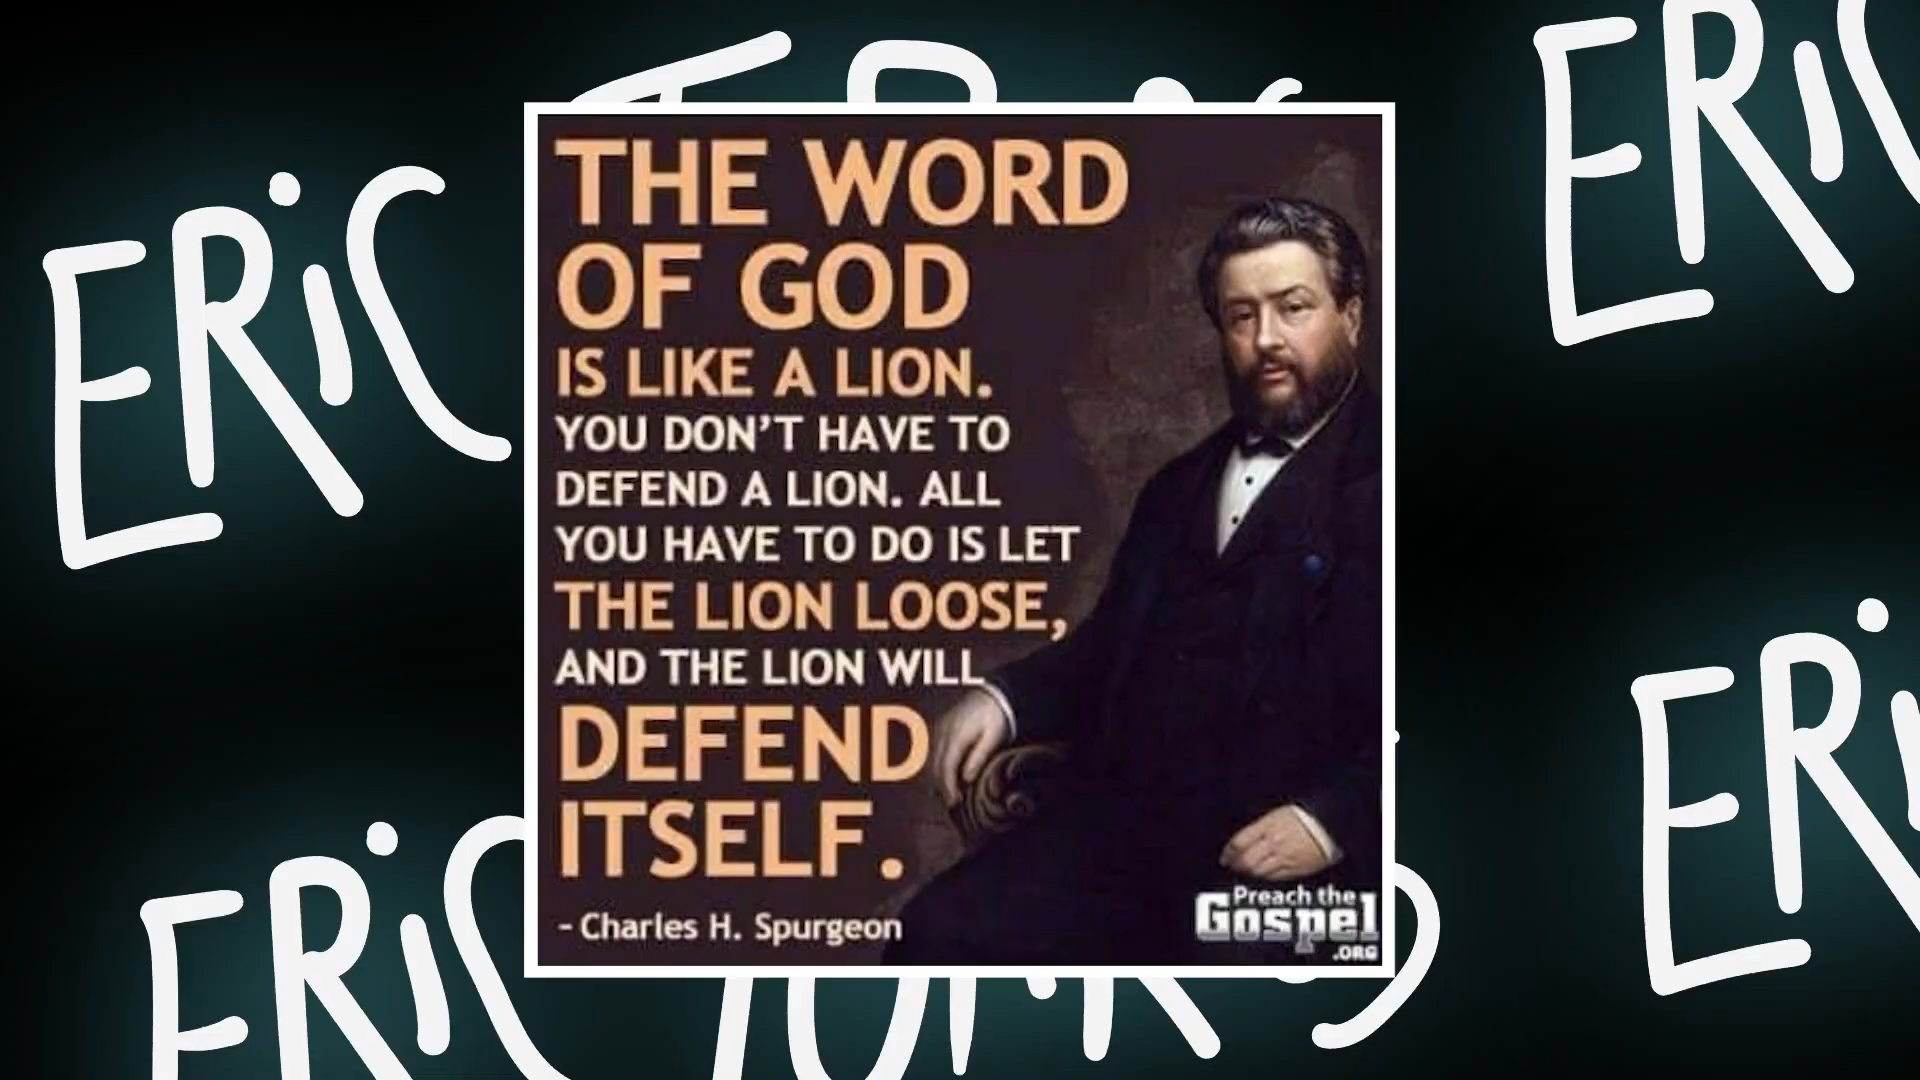 ERiC
ERiC
THE WORD
OF GOD
IS LIKE A LION.
YOU DON'T HAVE TO
DEFEND A LION. ALL
YOU HAVE TO DO IS LET
THE LION LOOSE,
AND THE LION WILL
DEFEND
ITSELF.
- Charles H. Spurgeon
Preach the
Gospel
.ORG
ERi
ERiC